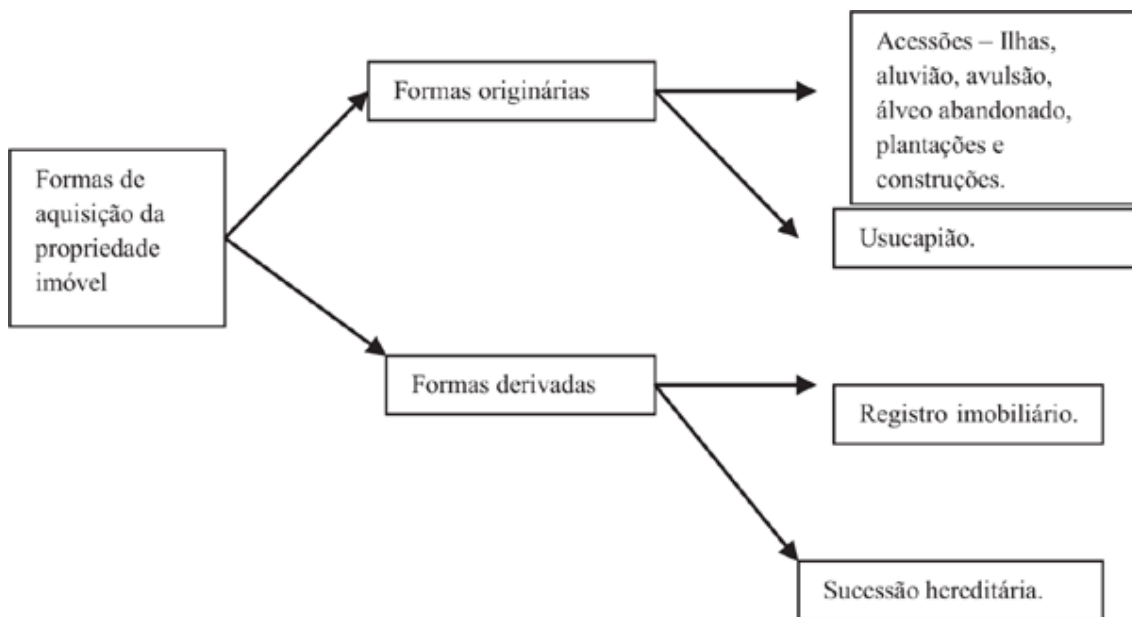 Formas de
aquisição da
propriedade
imóvel
Formas originárias
Acessões – Ilhas,
aluvião, avulsão,
álveo abandonado,
plantações e
construções.
Usucapião.
Formas derivadas
Registro imobiliário.
Sucessão hereditária.